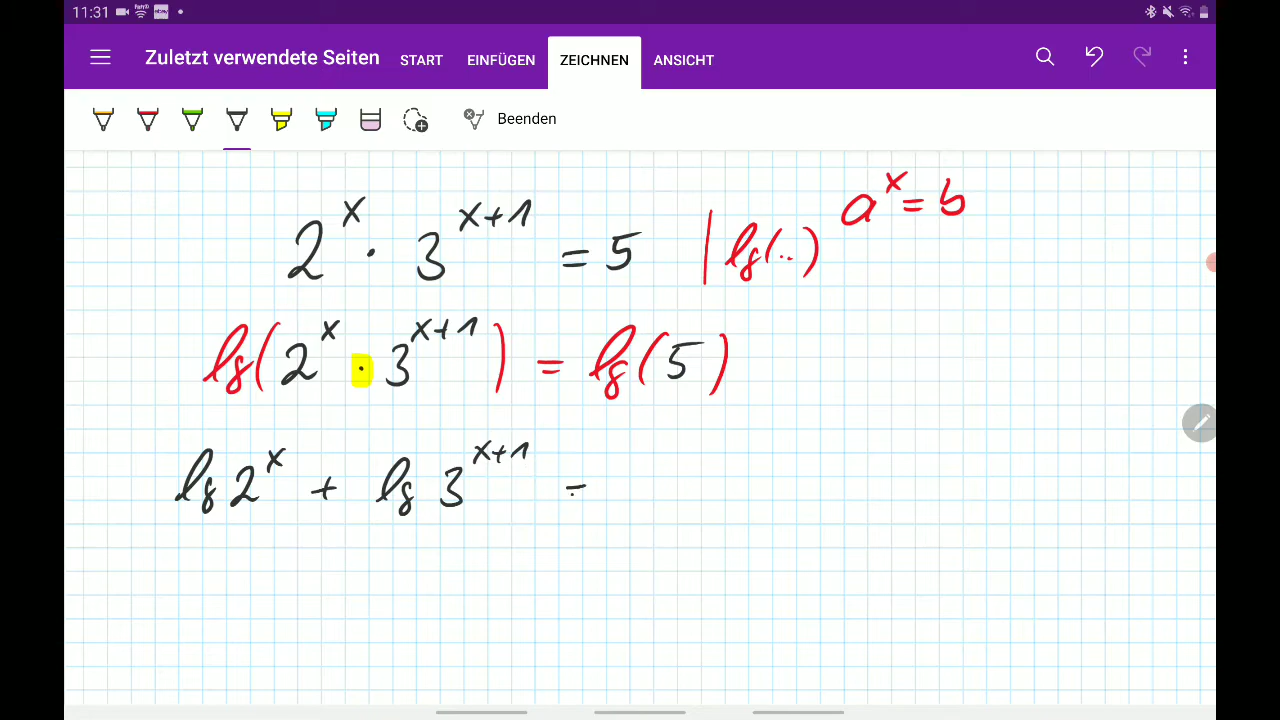 11:31
Zuletzt verwendete Seiten START EINFÜGEN ZEICHNEN ANSICHT
Beenden
2^x · 3^(x+1) = 5 | lg(..) a^x = b
lg(2^x · 3^(x+1)) = lg(5)
lg 2^x + lg 3^(x+1) =